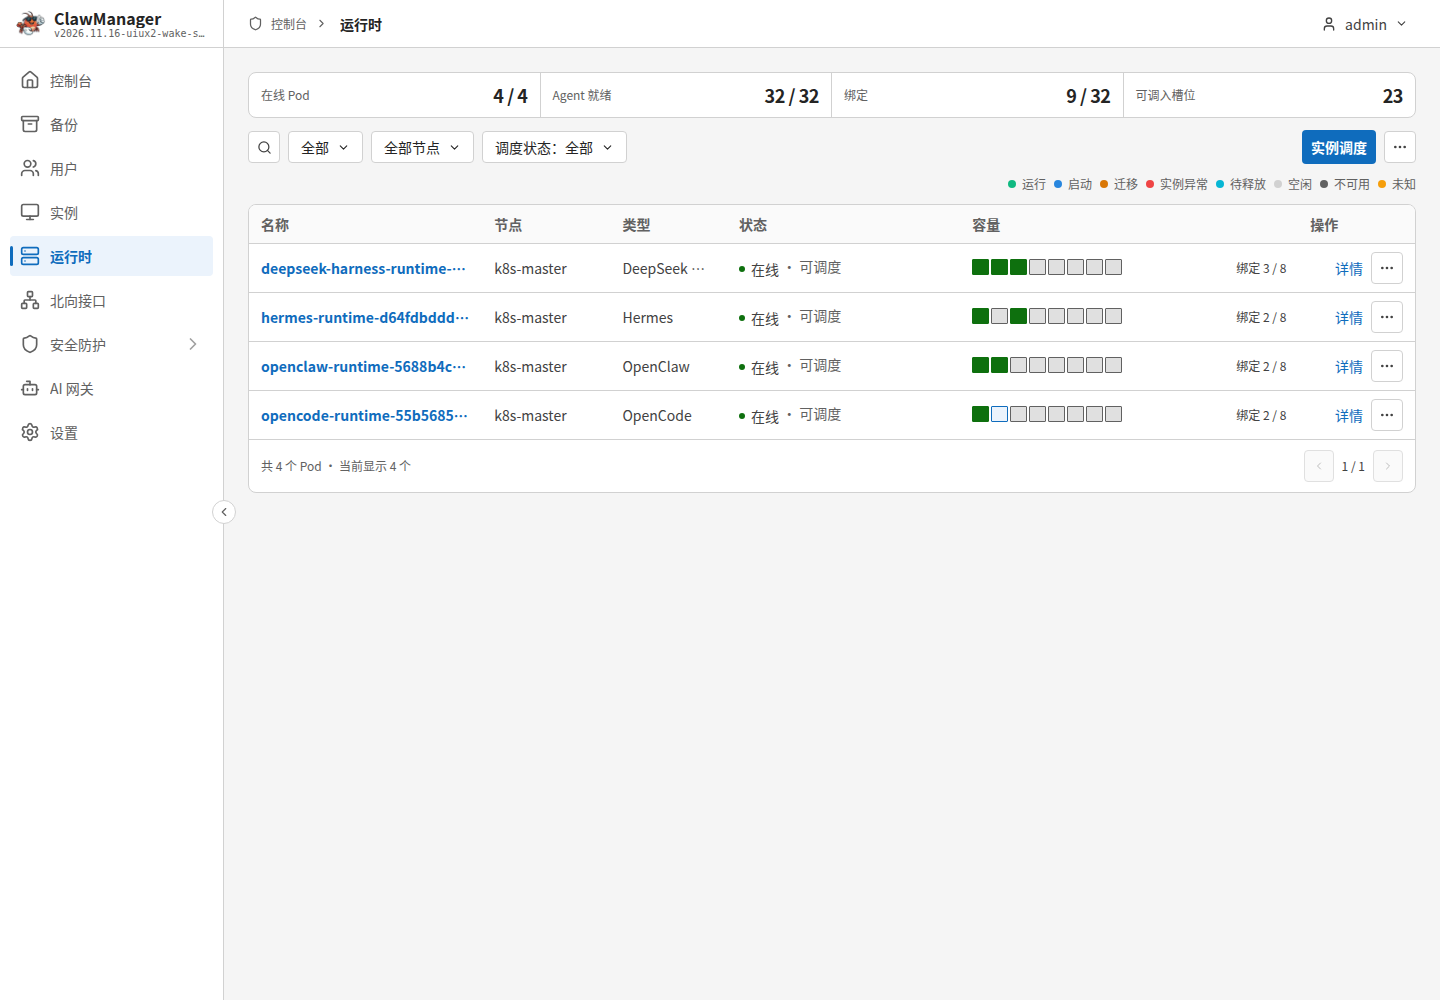 ClawManager
v2026.11.16-uiux2-wake-s…
控制台
运行时
admin
控制台
备份
用户
实例
运行时
北向接口
安全防护
AI 网关
设置
在线 Pod 4 / 4
Agent 就绪 32 / 32
绑定 9 / 32
可调入槽位 23
全部
全部节点
调度状态：全部
实例调度
运行 启动 迁移 实例异常 待释放 空闲 不可用 未知
名称 节点 类型 状态 容量 操作
deepseek-harness-runtime-… k8s-master DeepSeek … 在线 · 可调度 绑定 3 / 8 详情
hermes-runtime-d64fdbddd… k8s-master Hermes 在线 · 可调度 绑定 2 / 8 详情
openclaw-runtime-5688b4c… k8s-master OpenClaw 在线 · 可调度 绑定 2 / 8 详情
opencode-runtime-55b5685… k8s-master OpenCode 在线 · 可调度 绑定 2 / 8 详情
共 4 个 Pod · 当前显示 4 个
1 / 1